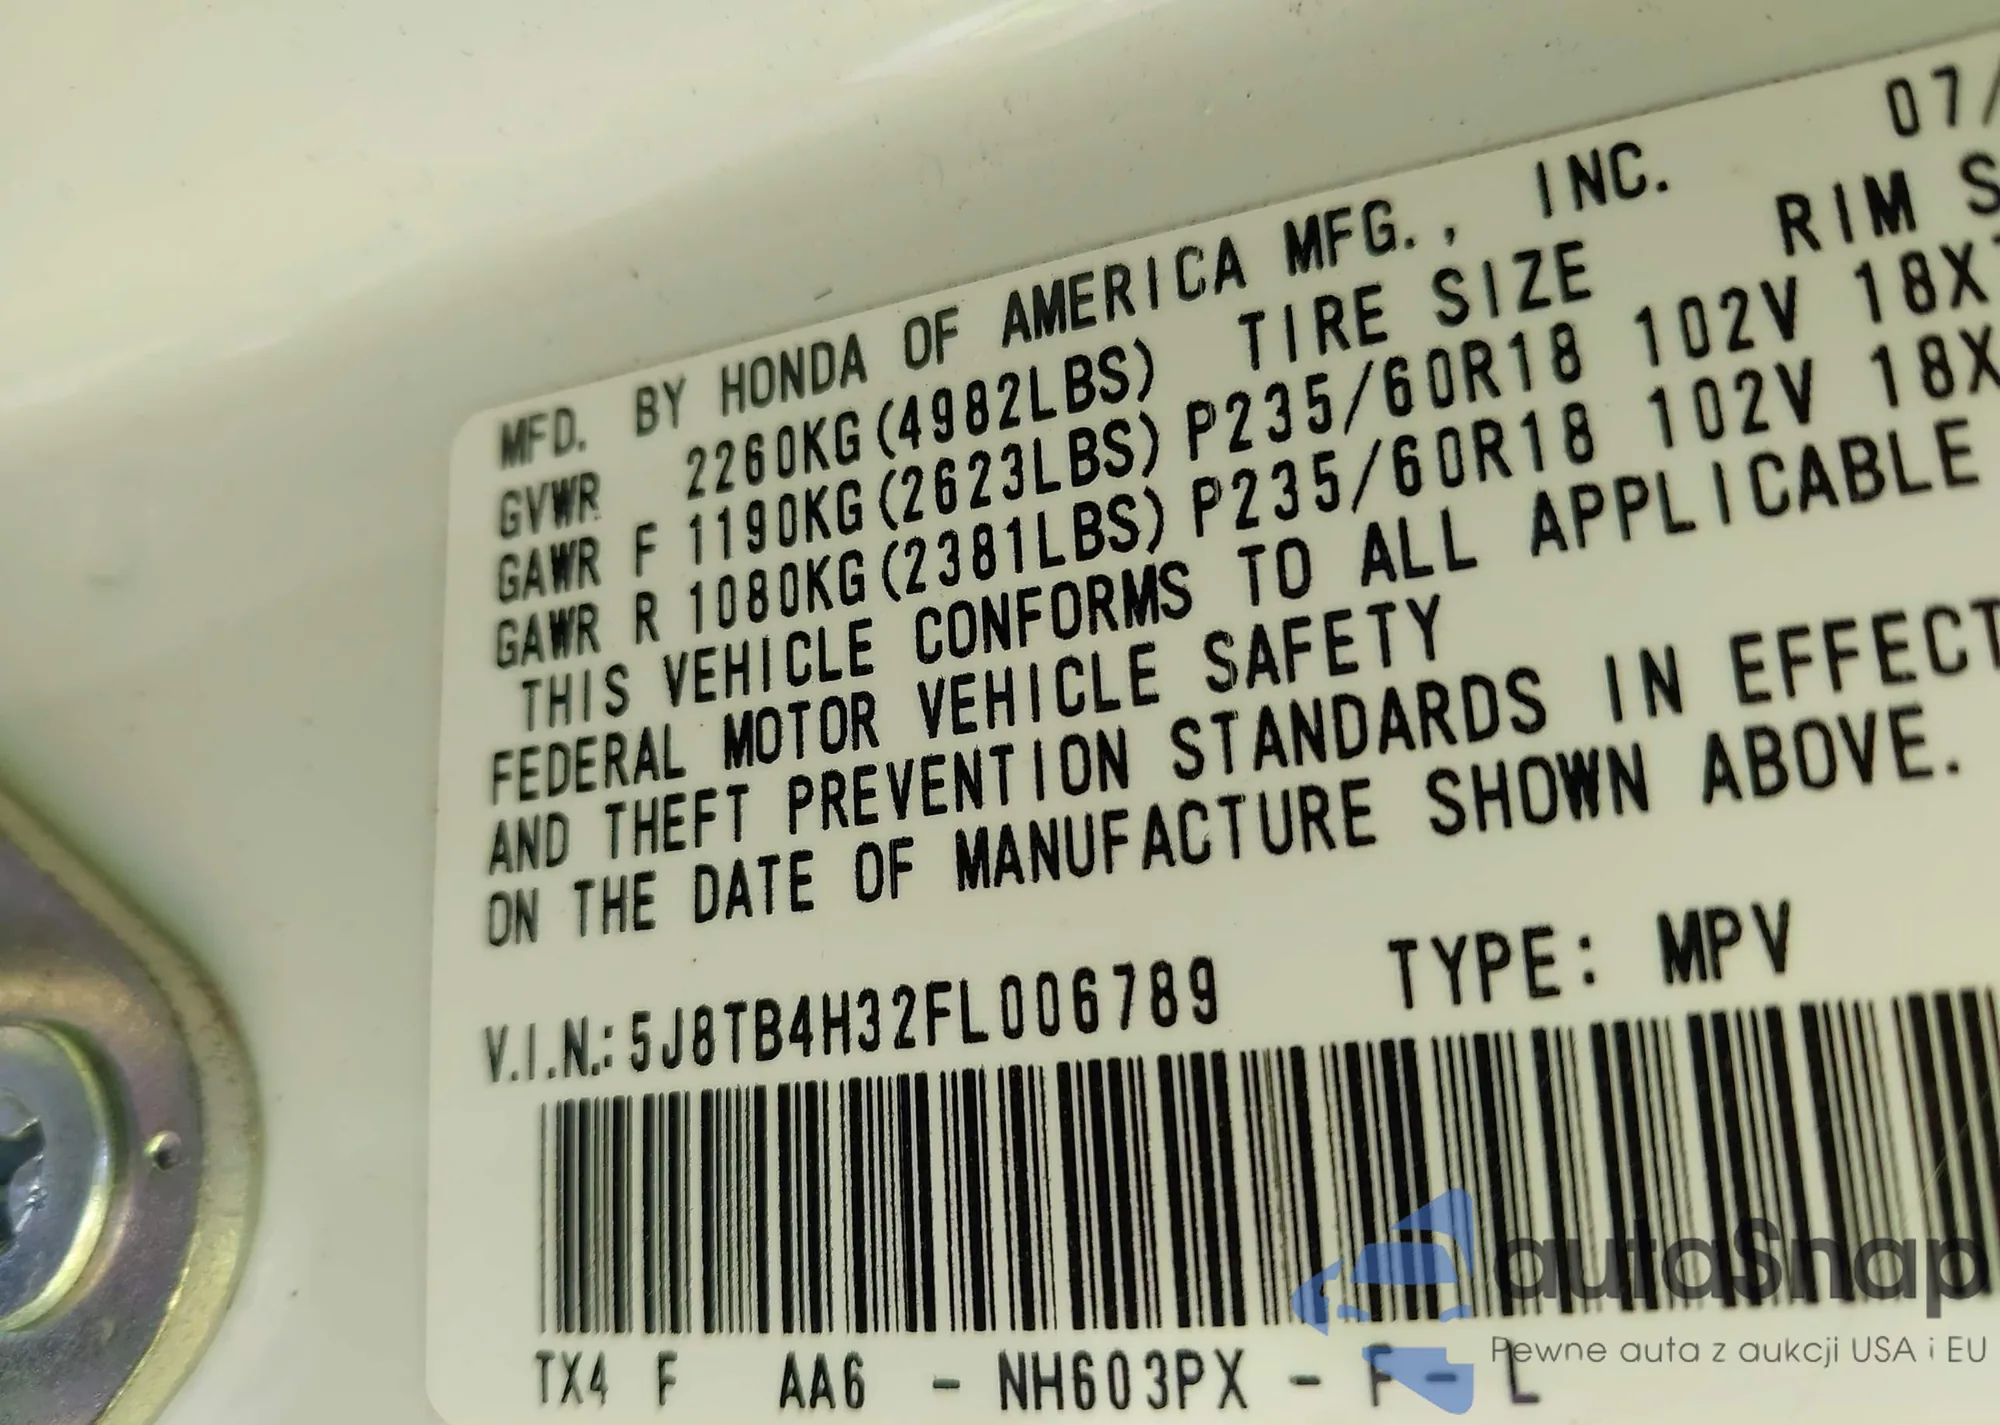 MFD. BY HONDA OF AMERICA MFG., INC. 07/
GVWR 2260KG(4982LBS) TIRE SIZE RIM S
GAWR F 1190KG(2623LBS) P235/60R18 102V 18X7
GAWR R 1080KG(2381LBS) P235/60R18 102V 18X
THIS VEHICLE CONFORMS TO ALL APPLICABLE
FEDERAL MOTOR VEHICLE SAFETY
AND THEFT PREVENTION STANDARDS IN EFFECT
ON THE DATE OF MANUFACTURE SHOWN ABOVE.
V.I.N.: 5J8TB4H32FL006789 TYPE: MPV
TX4 F AA6 - NH603PX - F - L
autaSnap
Pewne auta z aukcji USA i EU